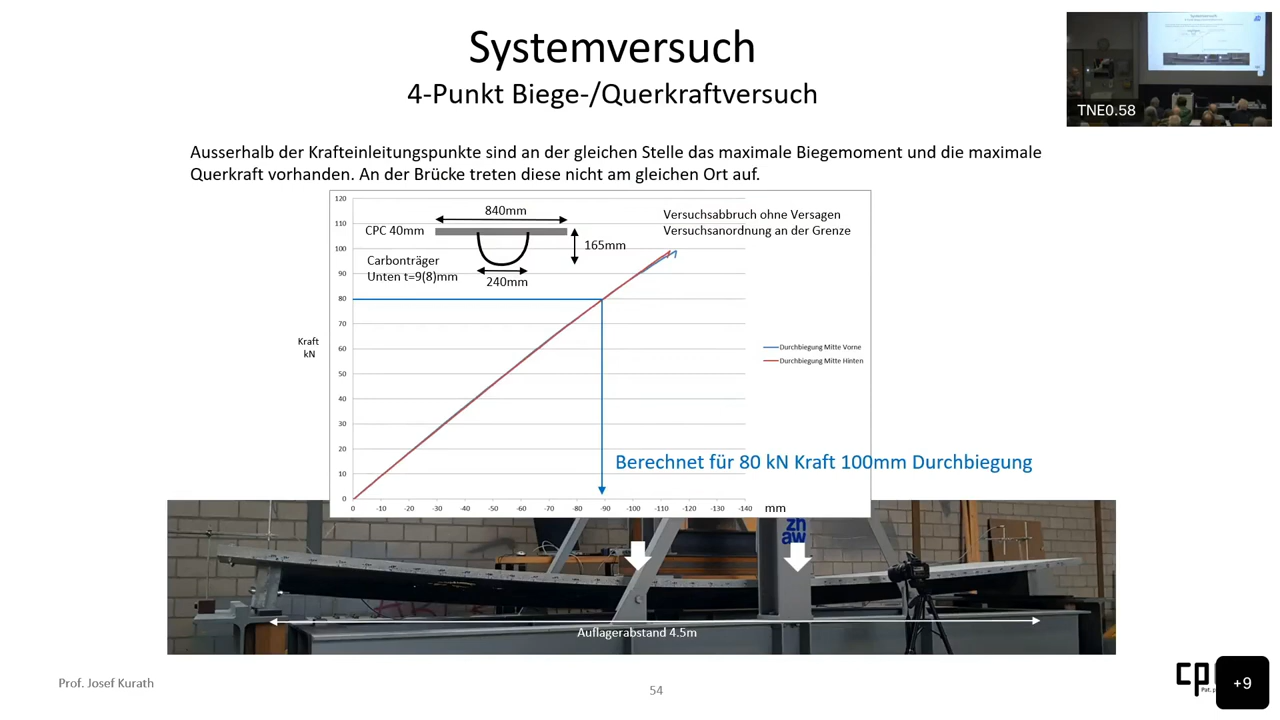 Systemversuch
4-Punkt Biege-/Querkraftversuch
TNE0.58
Ausserhalb der Krafteinleitungspunkte sind an der gleichen Stelle das maximale Biegemoment und die maximale
Querkraft vorhanden. An der Brücke treten diese nicht am gleichen Ort auf.
120
110
100
90
80
70
60
50
40
30
20
10
0
Kraft
kN
840mm
CPC 40mm
165mm
Carbonträger
Unten t=9(8)mm
240mm
Versuchsabbruch ohne Versagen
Versuchsanordnung an der Grenze
Durchbiegung Mitte Vorne
Durchbiegung Mitte Hinten
Berechnet für 80 kN Kraft 100mm Durchbiegung
0 -10 -20 -30 -40 -50 -60 -70 -80 -90 -100 -110 -120 -130 -140 mm
zh
aw
Auflagerabstand 4.5m
Prof. Josef Kurath
54
cp
+9